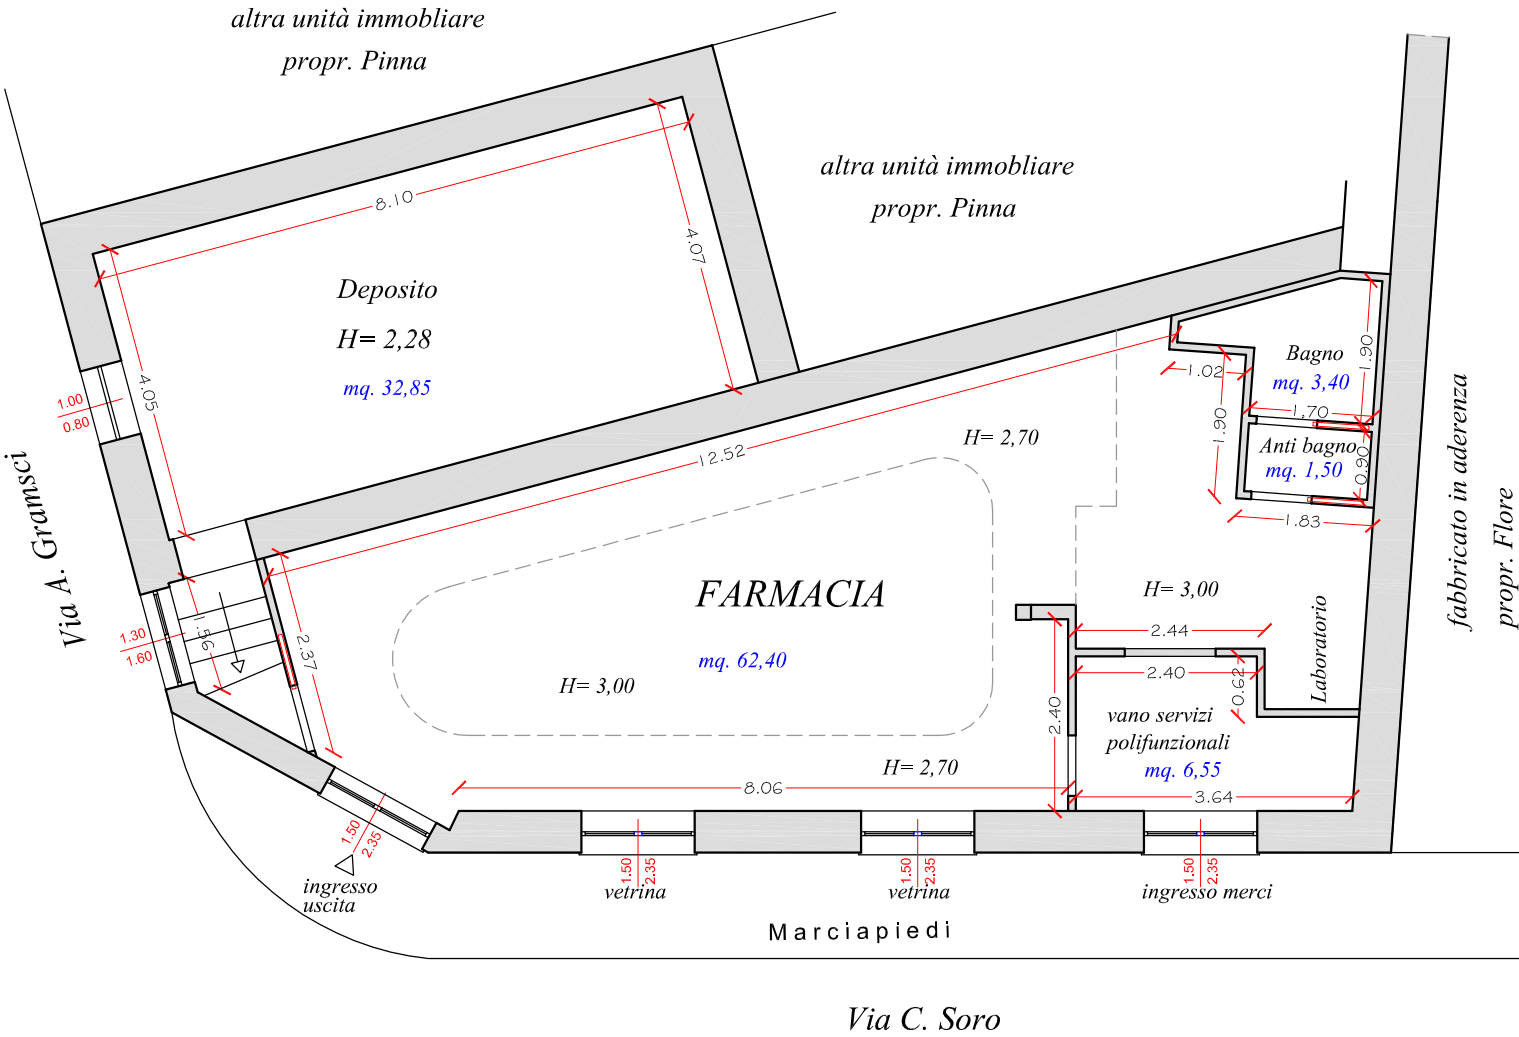 altra unità immobliare
propr. Pinna
altra unità immobliare
propr. Pinna
8.10
4.07
Deposito
H= 2,28
mq. 32,85
4.05
1.00
0.80
Via A. Gramsci
12.52
H= 2,70
1.02
1.90
Bagno
mq. 3,40
1.90
1,70
Anti bagno
mq. 1,50
0.90
1.83
fabbricato in aderenza
propr. Flore
FARMACIA
mq. 62,40
H= 3,00
H= 3,00
Laboratorio
2.44
2.40
0.62
2.40
vano servizi
polifunzionali
mq. 6,55
3.64
1.30
1.60
1.56
2.37
H= 2,70
8.06
1.50
2.35
ingresso
uscita
1.50
2.35
vetrina
1.50
2.35
vetrina
1.50
2.35
ingresso merci
Marciapiedi
Via C. Soro